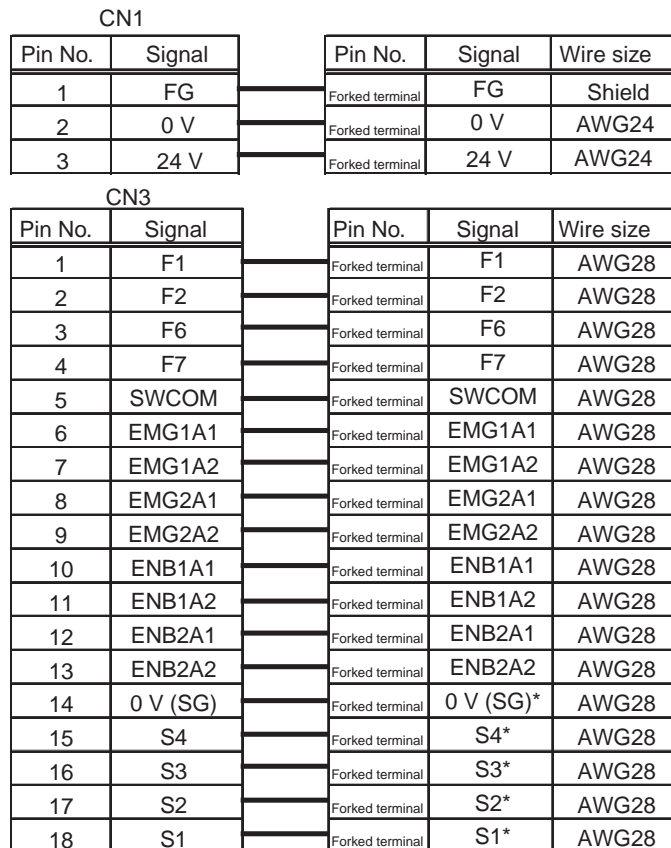 CN1
Pin No. Signal Pin No. Signal Wire size
1 FG Forked terminal FG Shield
2 0 V Forked terminal 0 V AWG24
3 24 V Forked terminal 24 V AWG24
CN3
Pin No. Signal Pin No. Signal Wire size
1 F1 Forked terminal F1 AWG28
2 F2 Forked terminal F2 AWG28
3 F6 Forked terminal F6 AWG28
4 F7 Forked terminal F7 AWG28
5 SWCOM Forked terminal SWCOM AWG28
6 EMG1A1 Forked terminal EMG1A1 AWG28
7 EMG1A2 Forked terminal EMG1A2 AWG28
8 EMG2A1 Forked terminal EMG2A1 AWG28
9 EMG2A2 Forked terminal EMG2A2 AWG28
10 ENB1A1 Forked terminal ENB1A1 AWG28
11 ENB1A2 Forked terminal ENB1A2 AWG28
12 ENB2A1 Forked terminal ENB2A1 AWG28
13 ENB2A2 Forked terminal ENB2A2 AWG28
14 0 V (SG) Forked terminal 0 V (SG)* AWG28
15 S4 Forked terminal S4* AWG28
16 S3 Forked terminal S3* AWG28
17 S2 Forked terminal S2* AWG28
18 S1 Forked terminal S1* AWG28